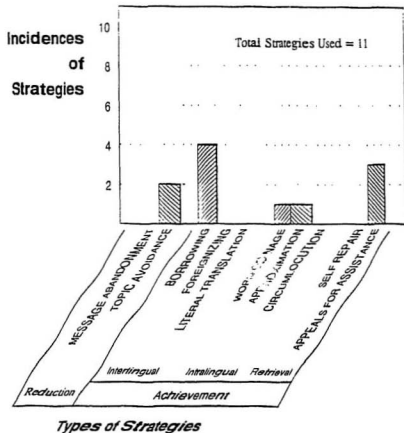 Incidences
of
Strategies
10
8
6
4
2
Total Strategies Used = 11
MESSAGE ABANDONMENT
TOPIC AVOIDANCE
BORROWING
FOREIGNIZING
LITERAL TRANSLATION
APPROXIMATION
CIRCUMLOCUTION
SELF REPAIR
APPEALS FOR ASSISTANCE
Interlingual
Intralingual
Retrieval
Reduction
Achievement
Types of Strategies